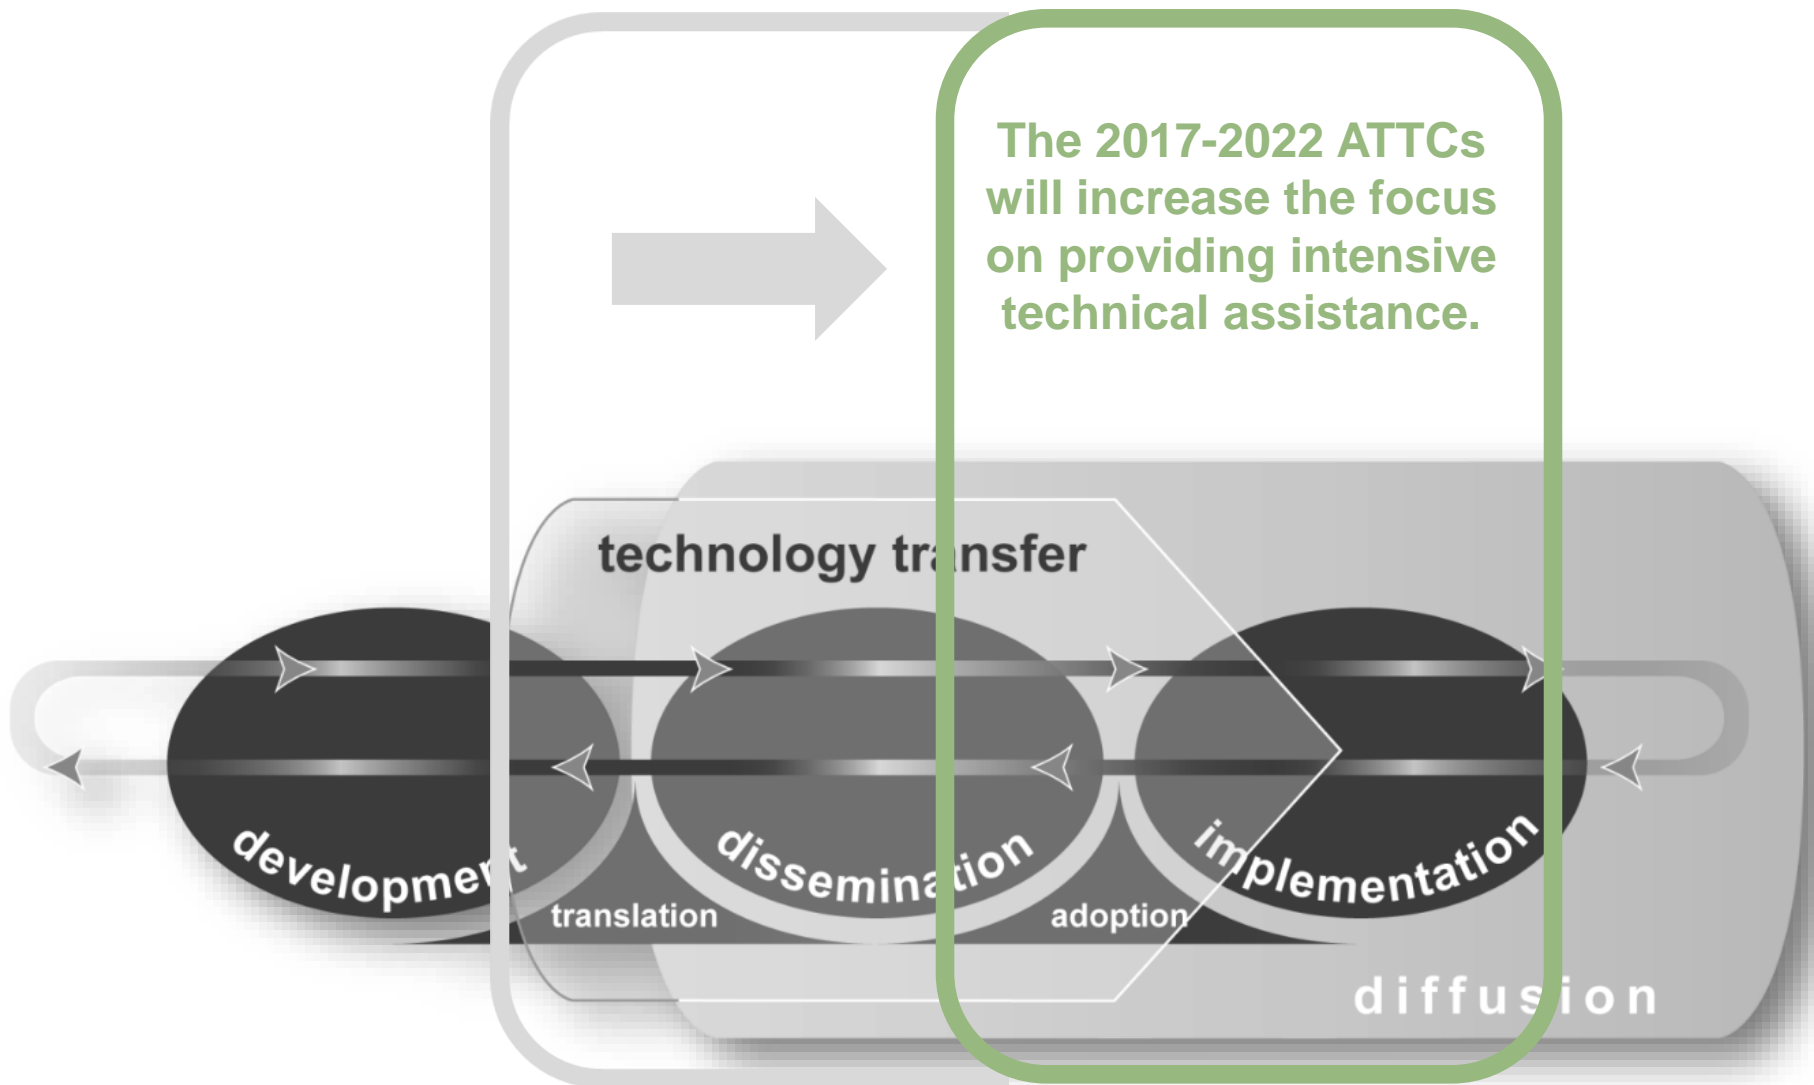 The 2017-2022 ATTCs
will increase the focus
on providing intensive
technical assistance.
technology transfer
development
dissemination
implementation
translation
adoption
diffusion